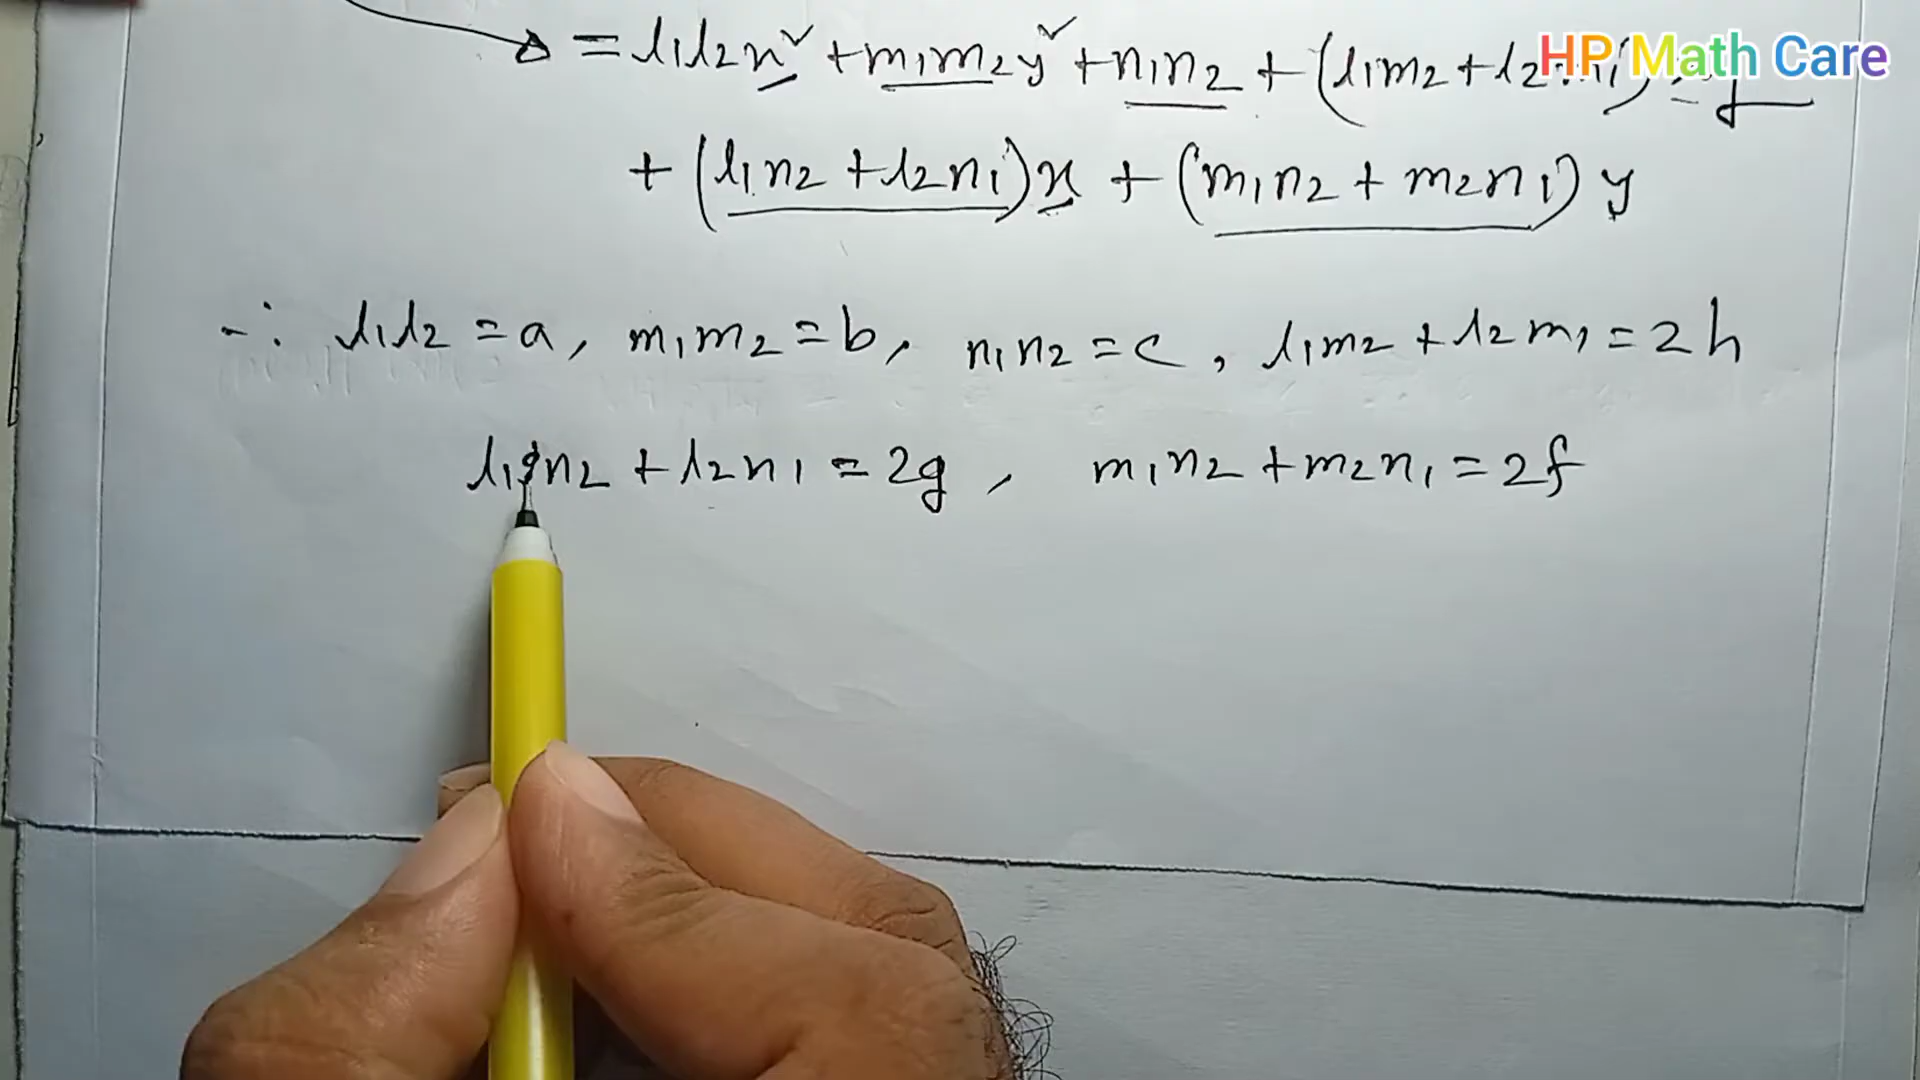 = l₁l₂x² + m₁m₂y² + n₁n₂ + (l₁m₂ + l₂m₁)xy
HP Math Care
+ (l₁n₂ + l₂n₁)x + (m₁n₂ + m₂n₁)y
∴ l₁l₂ = a, m₁m₂ = b, n₁n₂ = c, l₁m₂ + l₂m₁ = 2h
l₁n₂ + l₂n₁ = 2g, m₁n₂ + m₂n₁ = 2f